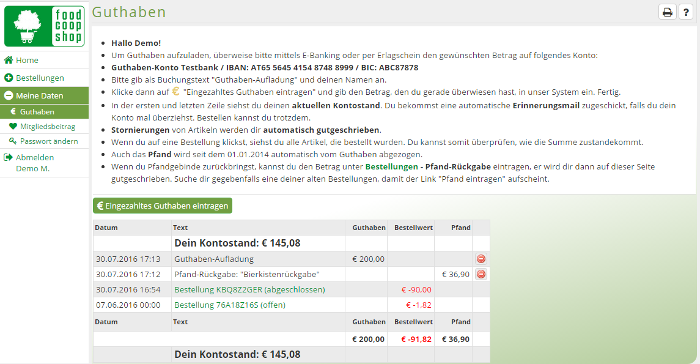 food
coop
shop
Guthaben
Home
Bestellungen
Meine Daten
€ Guthaben
Mitgliedsbeitrag
Passwort ändern
Abmelden
Demo M.
• Hallo Demo!
• Um Guthaben aufzuladen, überweise bitte mittels E-Banking oder per Erlagschein den gewünschten Betrag auf folgendes Konto:
• Guthaben-Konto Testbank / IBAN: AT65 5645 4154 8748 8999 / BIC: ABC87878
• Bitte gib als Buchungstext "Guthaben-Aufladung" und deinen Namen an.
• Klicke dann auf € "Eingezahltes Guthaben eintragen" und gib den Betrag, den du gerade überwiesen hast, in unser System ein. Fertig.
• In der ersten und letzten Zeile siehst du deinen aktuellen Kontostand. Du bekommst eine automatische Erinnerungsmail zugeschickt, falls du dein
Konto mal überziehst. Bestellen kannst du trotzdem.
• Stornierungen von Artikeln werden dir automatisch gutgeschrieben.
• Wenn du auf eine Bestellung klickst, siehst du alle Artikel, die bestellt wurden. Du kannst somit überprüfen, wie die Summe zustandekommt.
• Auch das Pfand wird seit dem 01.01.2014 automatisch vom Guthaben abgezogen.
• Wenn du Pfandgebinde zurückbringst, kannst du den Betrag unter Bestellungen - Pfand-Rückgabe eintragen, er wird dir dann auf dieser Seite
gutgeschrieben. Suche dir gegebenfalls eine deiner alten Bestellungen, damit der Link "Pfand eintragen" aufscheint.
€ Eingezahltes Guthaben eintragen
Datum Text Guthaben Bestellwert Pfand
Dein Kontostand: € 145,08
30.07.2016 17:13 Guthaben-Aufladung € 200,00
30.07.2016 17:12 Pfand-Rückgabe: "Bierkistenrückgabe" € 36,90
30.07.2016 16:54 Bestellung KBQ8Z2GER (abgeschlossen) € -90,00
07.06.2016 00:00 Bestellung 76A18Z16S (offen) € -1,82
Datum Text Guthaben Bestellwert Pfand
€ 200,00 € -91,82 € 36,90
Dein Kontostand: € 145,08